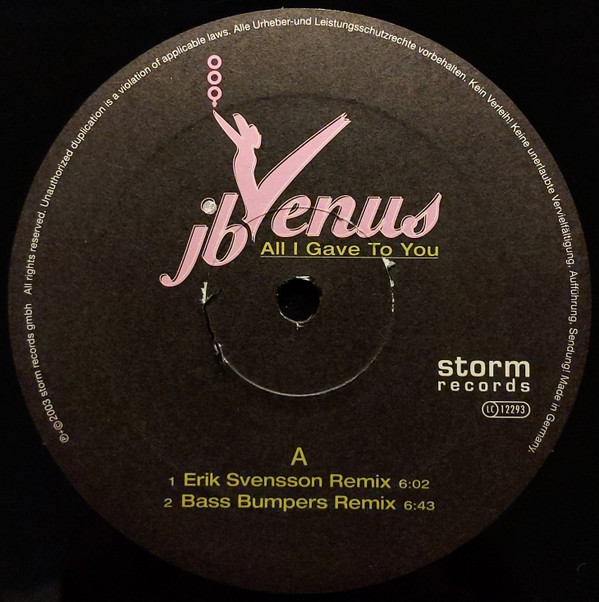 ℗+© 2003 storm records gmbh All rights reserved. Unauthorized duplication is a violation of applicable laws. Alle Urheber-und Leistungsschutzrechte vorbehalten. Kein Verleih! Keine unerlaubte Vervielfältigung, Aufführung, Sendung! Made in Germany.
jb Venus
All I Gave To You
storm
records
LC 12293
A
1 Erik Svensson Remix 6:02
2 Bass Bumpers Remix 6:43